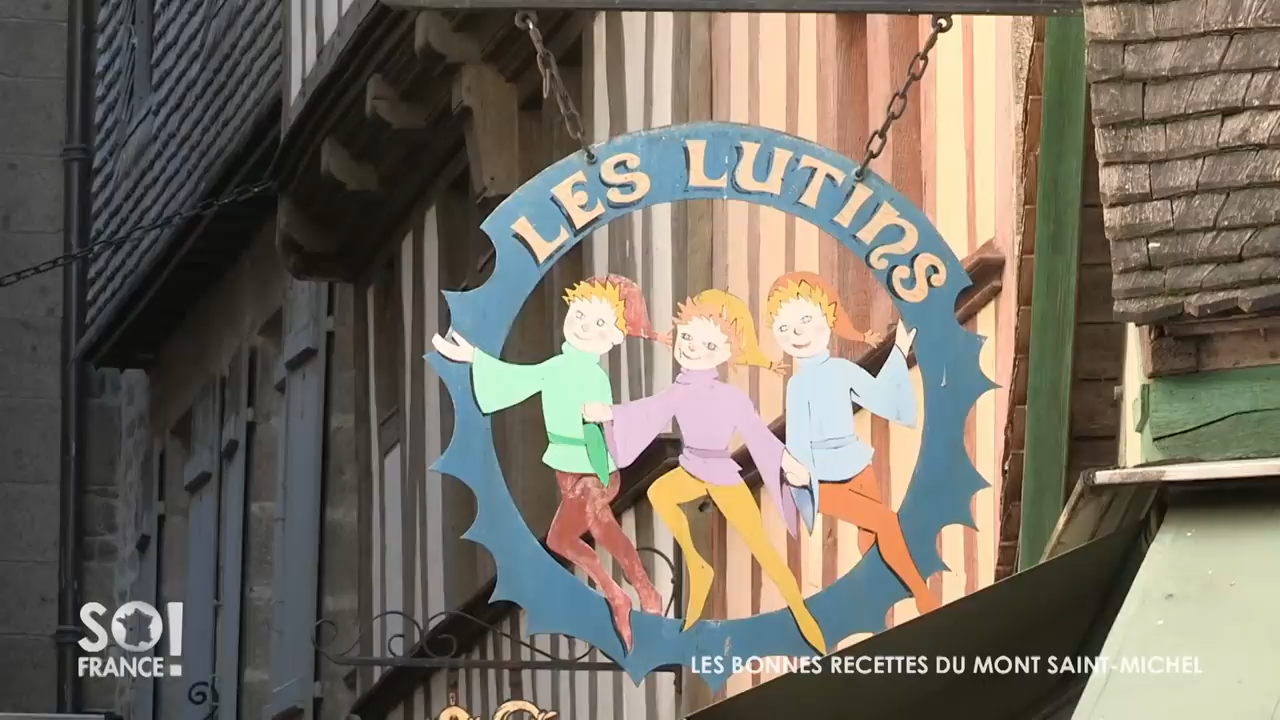 LES LUTINS
SO!
FRANCE!
LES BONNES RECETTES DU MONT SAINT-MICHEL